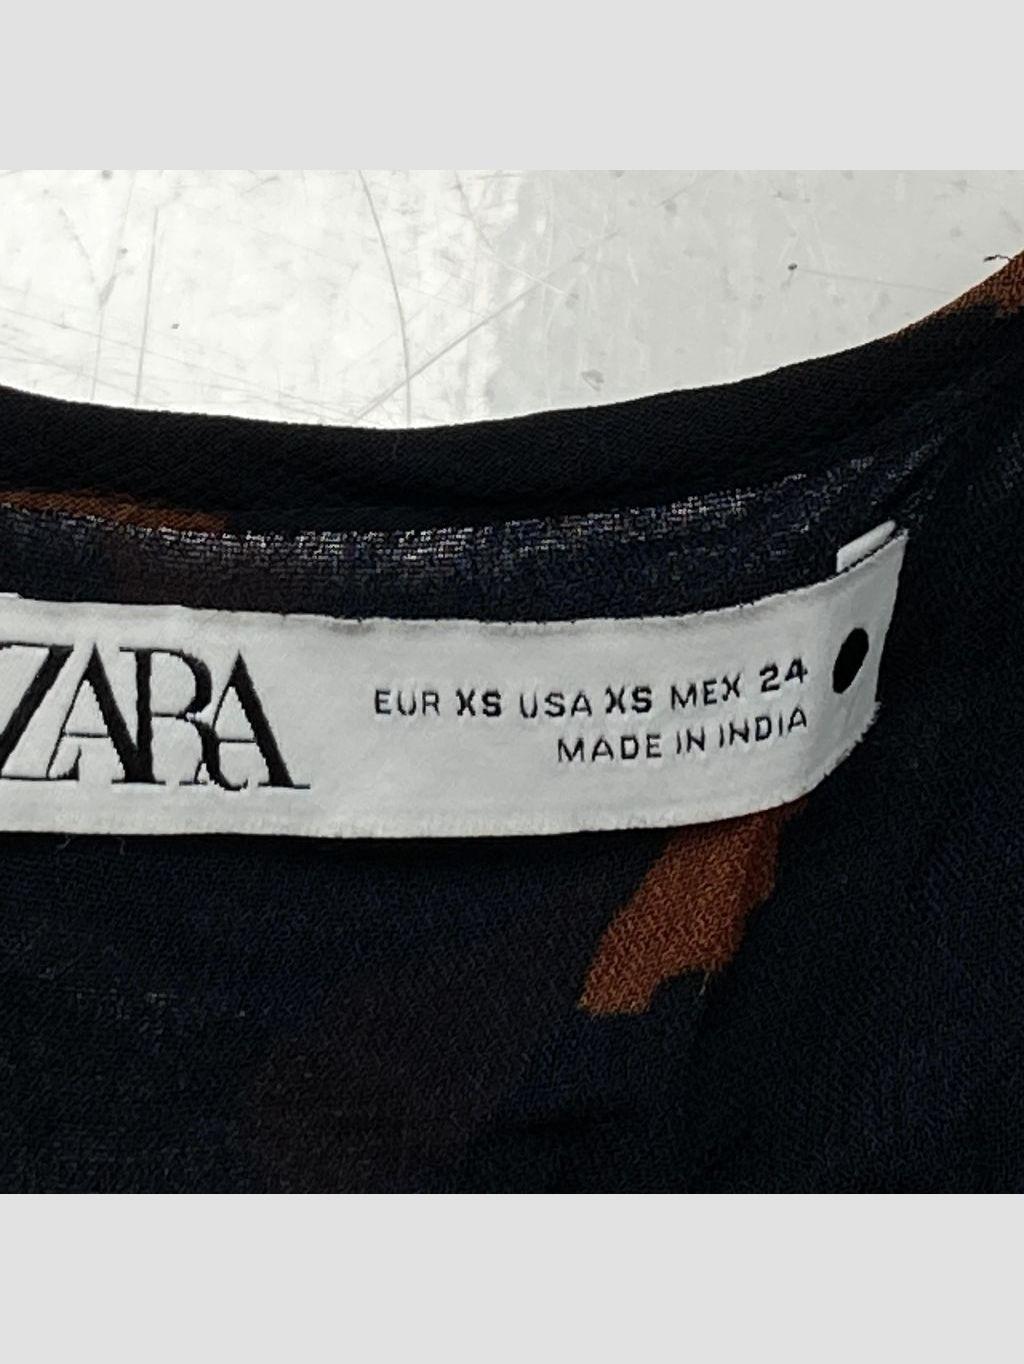 ZARA
EUR XS USA XS MEX 24
MADE IN INDIA